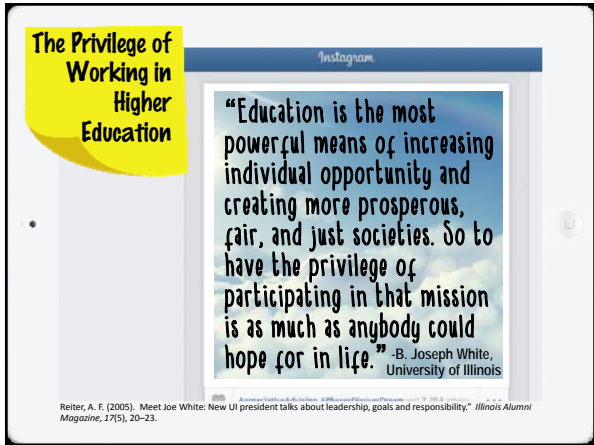 The Privilege of
Working in
Higher
Education
Instagram
“Education is the most
powerful means of increasing
individual opportunity and
creating more prosperous,
fair, and just societies. So to
have the privilege of
participating in that mission
is as much as anybody could
hope for in life.” -B. Joseph White,
University of Illinois
Reiter, A. F. (2005).  Meet Joe White: New UI president talks about leadership, goals and responsibility.”  Illinois Alumni
Magazine, 17(5), 20–23.